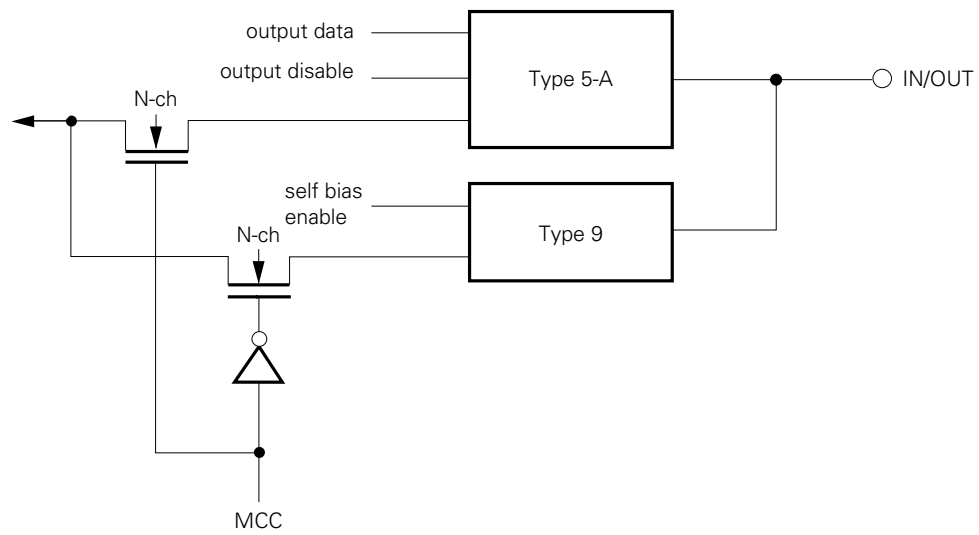 output data
output disable
Type 5-A
IN/OUT
N-ch
self bias
enable
Type 9
N-ch
MCC